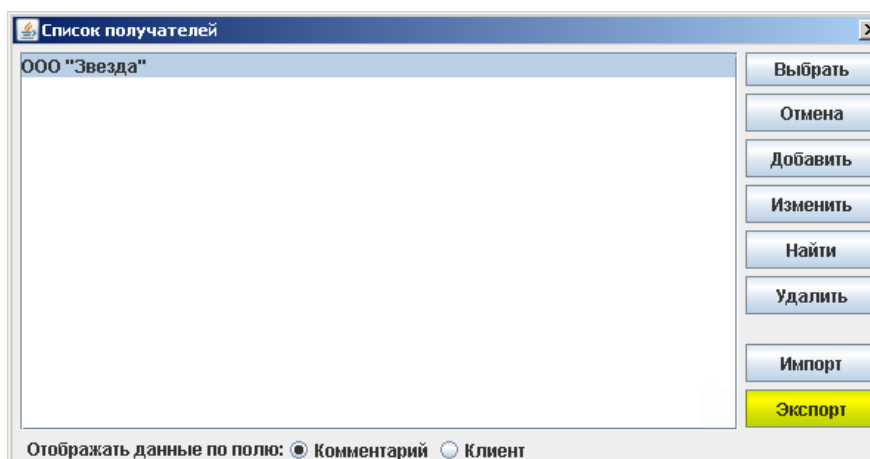 Список получателей
ООО "Звезда"
Выбрать
Отмена
Добавить
Изменить
Найти
Удалить
Импорт
Экспорт
Отображать данные по полю: Комментарий Клиент